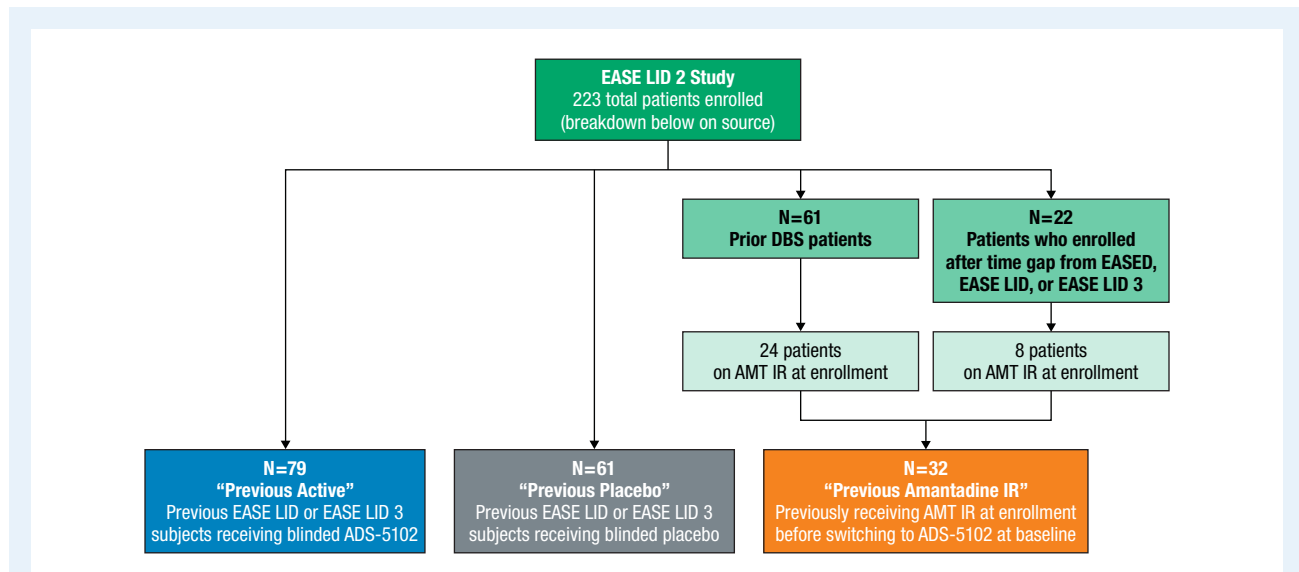 EASE LID 2 Study
223 total patients enrolled
(breakdown below on source)
N=61
Prior DBS patients
N=22
Patients who enrolled
after time gap from EASED,
EASE LID, or EASE LID 3
24 patients
on AMT IR at enrollment
8 patients
on AMT IR at enrollment
N=79
“Previous Active”
Previous EASE LID or EASE LID 3
subjects receiving blinded ADS-5102
N=61
“Previous Placebo”
Previous EASE LID or EASE LID 3
subjects receiving blinded placebo
N=32
“Previous Amantadine IR”
Previously receiving AMT IR at enrollment
before switching to ADS-5102 at baseline